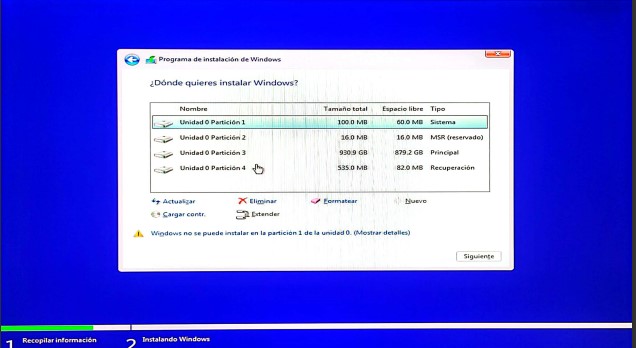 Programa de instalación de Windows
¿Dónde quieres instalar Windows?
Nombre Tamaño total Espacio libre Tipo
Unidad 0 Partición 1 100.0 MB 60.0 MB Sistema
Unidad 0 Partición 2 16.0 MB 16.0 MB MSR (reservado)
Unidad 0 Partición 3 930.9 GB 879.2 GB Principal
Unidad 0 Partición 4 535.0 MB 82.0 MB Recuperación
Actualizar Eliminar Formatear Nuevo
Cargar contr. Extender
Windows no se puede instalar en la partición 1 de la unidad 0. (Mostrar detalles)
Siguiente
1 Recopilar información 2 Instalando Windows